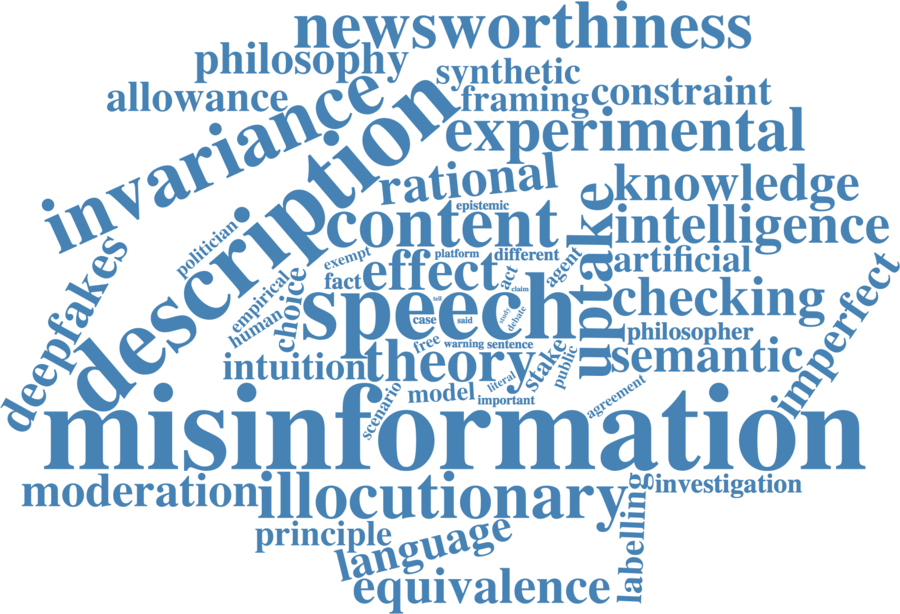 newsworthiness
philosophy
synthetic
allowance
framing
constraint
invariance
description
experimental
rational
knowledge
epistemic
content
uptake
intelligence
politician
exempt
platform
different
effect
act
agent
artificial
deepfakes
empirical
human
choice
fact
claim
tell
speech
checking
case
said
study
debate
free
warning
sentence
philosopher
imperfect
intuition
theory
stake
public
semantic
literal
model
important
scenario
agreement
misinformation
moderation
illocutionary
labelling
investigation
principle
language
equivalence